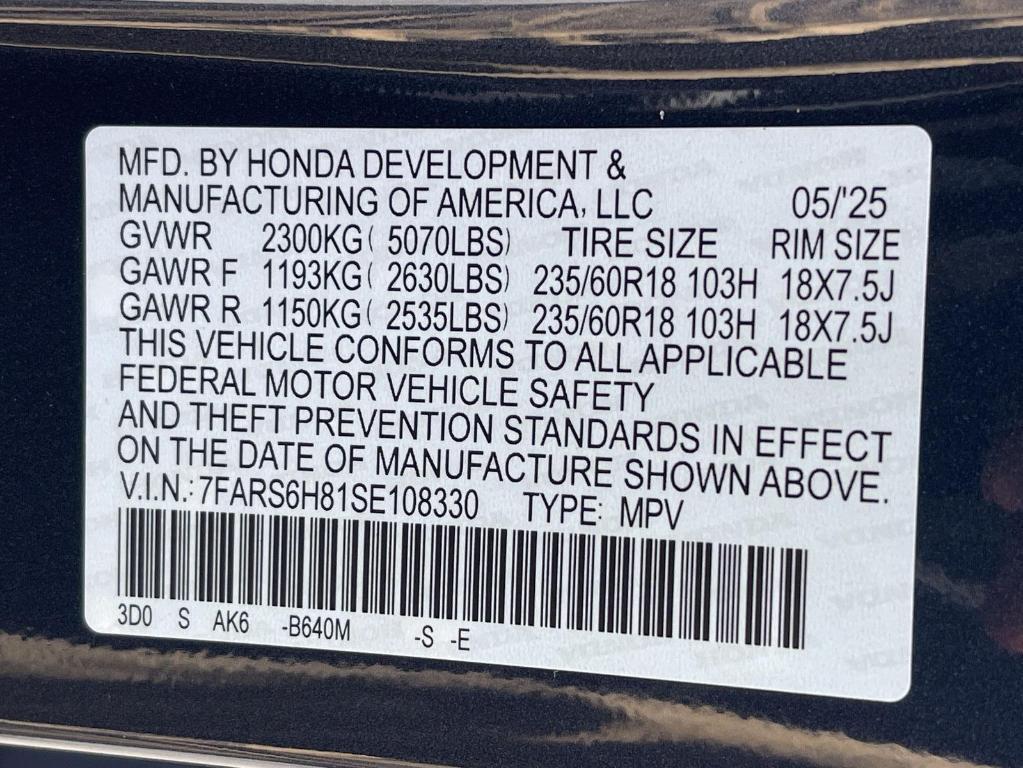 MFD. BY HONDA DEVELOPMENT &
MANUFACTURING OF AMERICA, LLC 05/'25
GVWR 2300KG( 5070LBS) TIRE SIZE RIM SIZE
GAWR F 1193KG( 2630LBS) 235/60R18 103H 18X7.5J
GAWR R 1150KG( 2535LBS) 235/60R18 103H 18X7.5J
THIS VEHICLE CONFORMS TO ALL APPLICABLE
FEDERAL MOTOR VEHICLE SAFETY
AND THEFT PREVENTION STANDARDS IN EFFECT
ON THE DATE OF MANUFACTURE SHOWN ABOVE.
V.I.N.: 7FARS6H81SE108330 TYPE: MPV
3D0 S AK6 -B640M -S -E